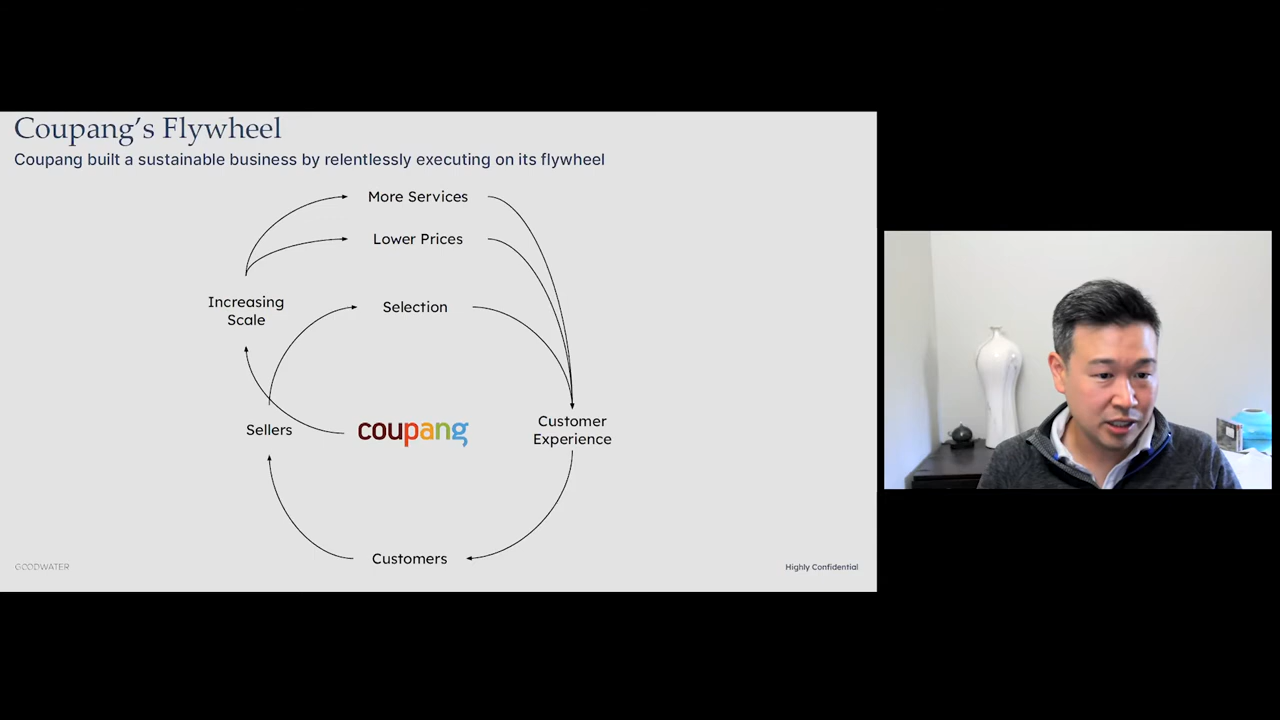 Coupang’s Flywheel
Coupang built a sustainable business by relentlessly executing on its flywheel
More Services
Lower Prices
Increasing
Scale
Selection
Sellers
coupang
Customer
Experience
Customers
GOODWATER
Highly Confidential